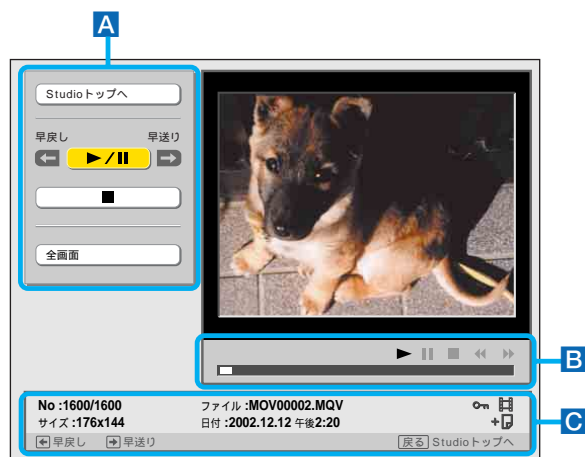 A
Studioトップへ
早戻し 早送り
全画面
B
No :1600/1600 ファイル :MOV00002.MQV
サイズ :176x144 日付 :2002.12.12 午後2:20
C
早戻し 早送り 戻る Studioトップへ